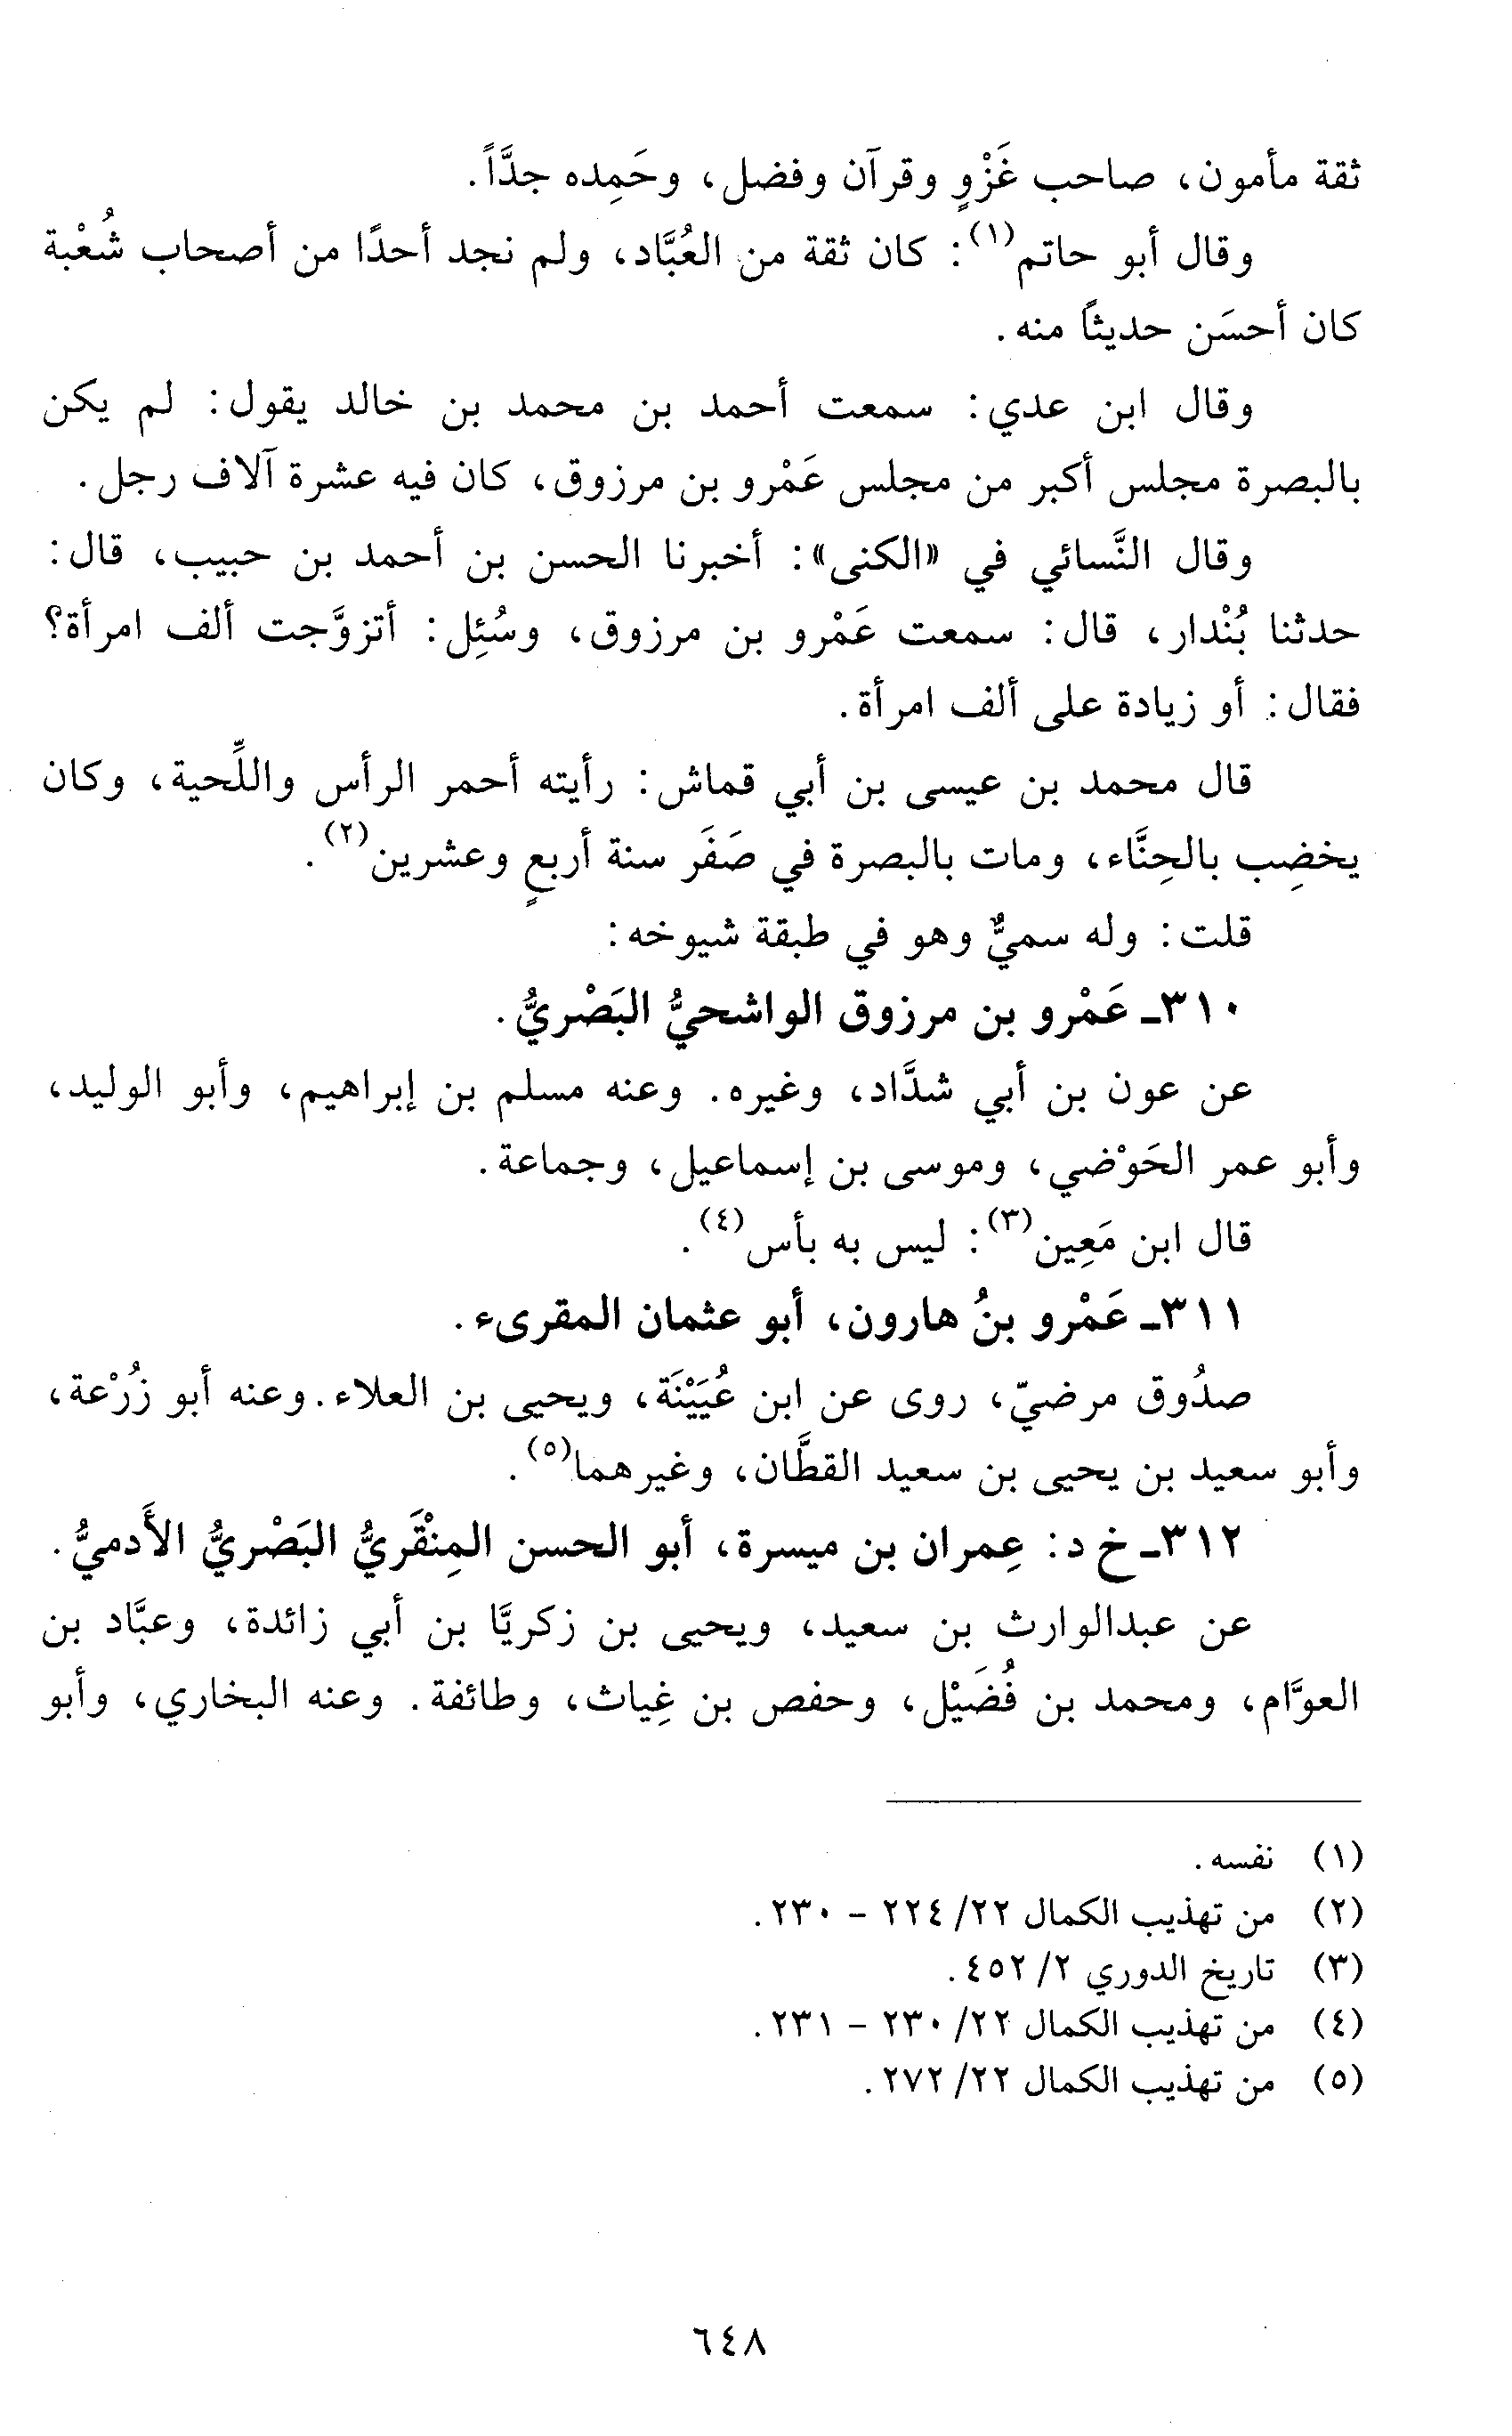 ثقة مأمون، صاحب غَزْوٍ وقرآن وفضل، وحَمِده جدَّاً.
وقال أبو حاتم(١): كان ثقة من العُبَّاد، ولم نجد أحدًا من أصحاب شُعْبة
كان أحسَن حديثاً منه.
وقال ابن عدي: سمعت أحمد بن محمد بن خالد يقول: لم يكن
بالبصرة مجلس أكبر من مجلس عَمْرو بن مرزوق، كان فيه عشرة آلاف رجل.
وقال النَّسائي في «الكنى»: أخبرنا الحسن بن أحمد بن حبيب، قال:
حدثنا بُنْدار، قال: سمعت عَمْرو بن مرزوق، وسُئِل: أتزوَّجت ألف امرأة؟
فقال: أو زيادة على ألف امرأة.
قال محمد بن عيسى بن أبي قماش: رأيته أحمر الرأس واللِّحية، وكان
يخضِب بالحِنَّاء، ومات بالبصرة في صَفَر سنة أربعٍ وعشرين(٢).
قلت: وله سميٌّ وهو في طبقة شيوخه:
٣١٠ـ عَمْرو بن مرزوق الواشحيُّ البَصْريُّ.
عن عون بن أبي شدَّاد، وغيره. وعنه مسلم بن إبراهيم، وأبو الوليد،
وأبو عمر الحَوْضي، وموسى بن إسماعيل، وجماعة.
قال ابن مَعِين(٣): ليس به بأس(٤).
٣١١ـ عَمْرو بنُ هارون، أبو عثمان المقرىء.
صدُوق مرضيّ، روى عن ابن عُيَيْنَة، ويحيى بن العلاء. وعنه أبو زُرْعة،
وأبو سعيد بن يحيى بن سعيد القطَّان، وغيرهما(٥).
٣١٢ـ خ د: عِمران بن ميسرة، أبو الحسن المِنْقَريُّ البَصْريُّ الأَدميُّ.
عن عبدالوارث بن سعيد، ويحيى بن زكريَّا بن أبي زائدة، وعبَّاد بن
العوَّام، ومحمد بن فُضَيْل، وحفص بن غِياث، وطائفة. وعنه البخاري، وأبو
(١) نفسه.
(٢) من تهذيب الكمال ٢٢/ ٢٢٤ - ٢٣٠.
(٣) تاريخ الدوري ٢/ ٤٥٢.
(٤) من تهذيب الكمال ٢٢/ ٢٣٠ - ٢٣١.
(٥) من تهذيب الكمال ٢٢/ ٢٧٢.
٦٤٨